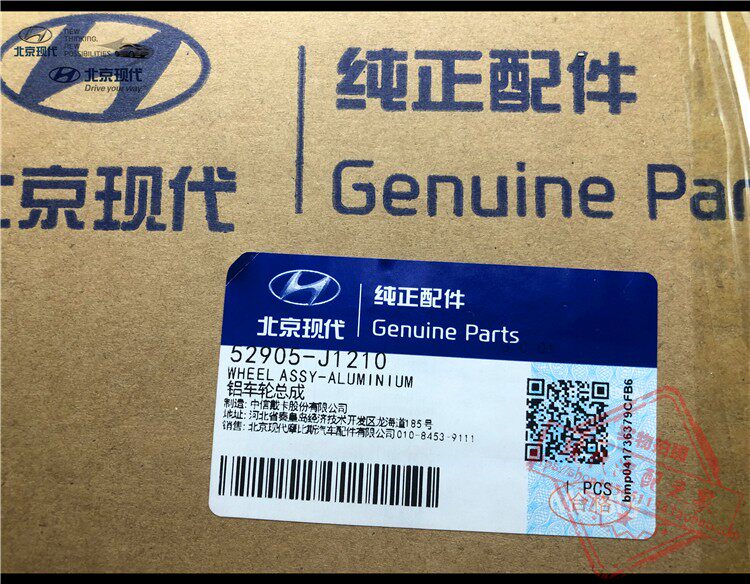 北京现代
NEW
THINKING.
NEW
POSSIBILITIES.
北京现代
Drive your way
纯正配件
Genuine Pa
北京现代
北京现代
纯正配件
Genuine Parts
52905-J1210
WHEEL ASSY-ALUMINIUM
铝车轮总成
制造: 中信戴卡股份有限公司
地址: 河北省秦皇岛经济技术开发区龙海道185号
销售: 北京现代摩比斯汽车配件有限公司010-8453-9111
1 PCS
合格
bmp041736379CFB6